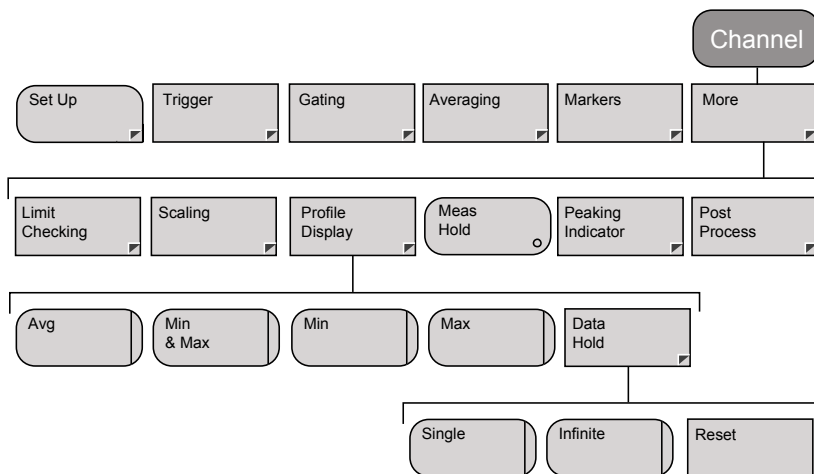 Channel
Set Up
Trigger
Gating
Averaging
Markers
More
Limit
Checking
Scaling
Profile
Display
Meas
Hold
Peaking
Indicator
Post
Process
Avg
Min
& Max
Min
Max
Data
Hold
Single
Infinite
Reset